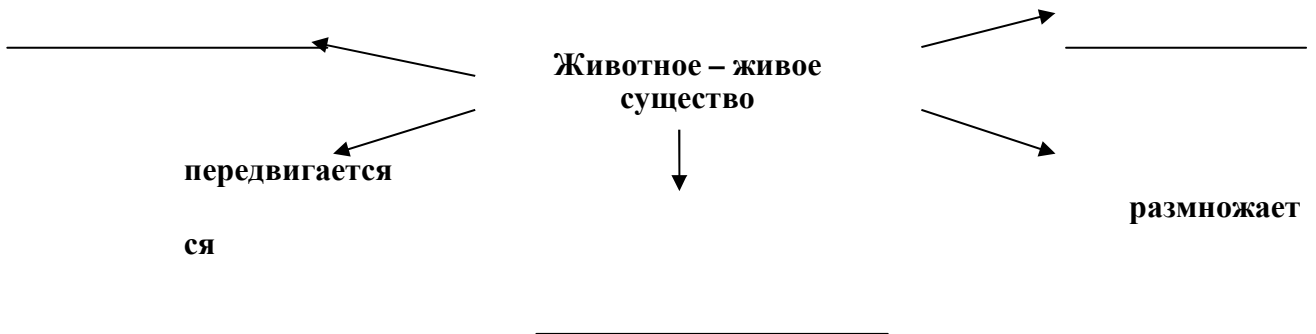 Животное – живое
существо
передвигается
размножает
ся